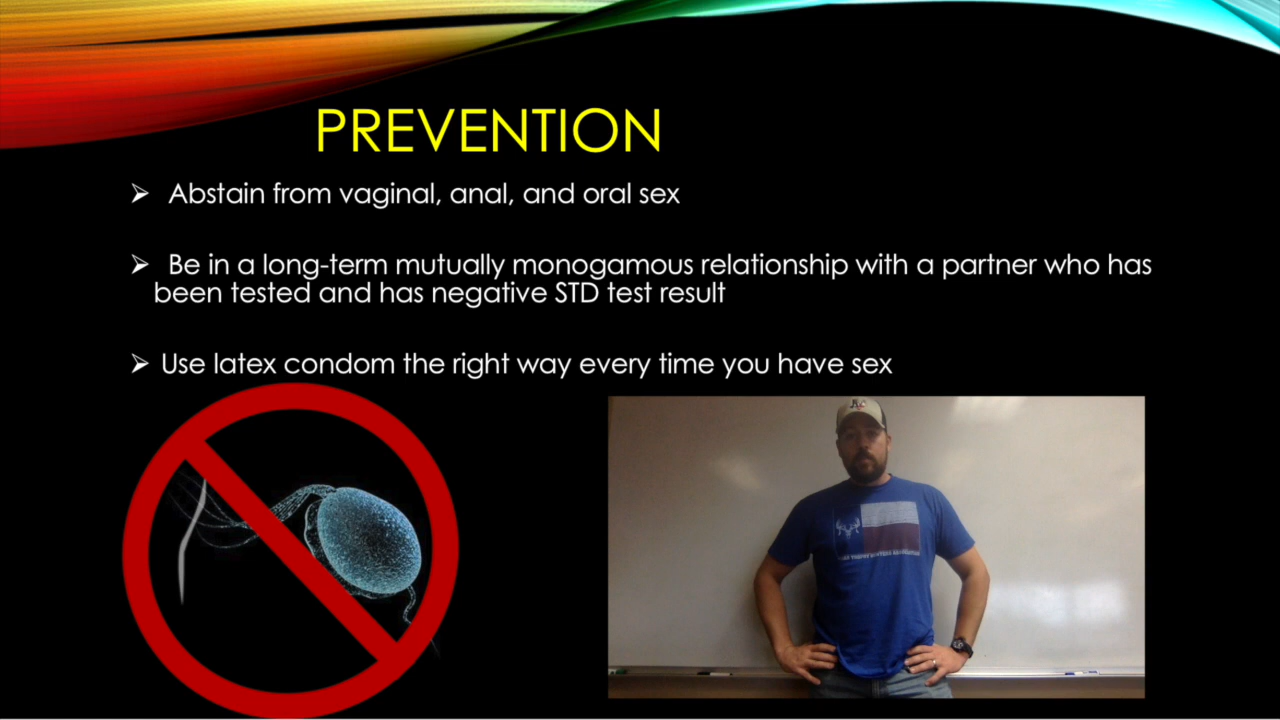 PREVENTION
➢ Abstain from vaginal, anal, and oral sex
➢ Be in a long-term mutually monogamous relationship with a partner who has
been tested and has negative STD test result
➢ Use latex condom the right way every time you have sex